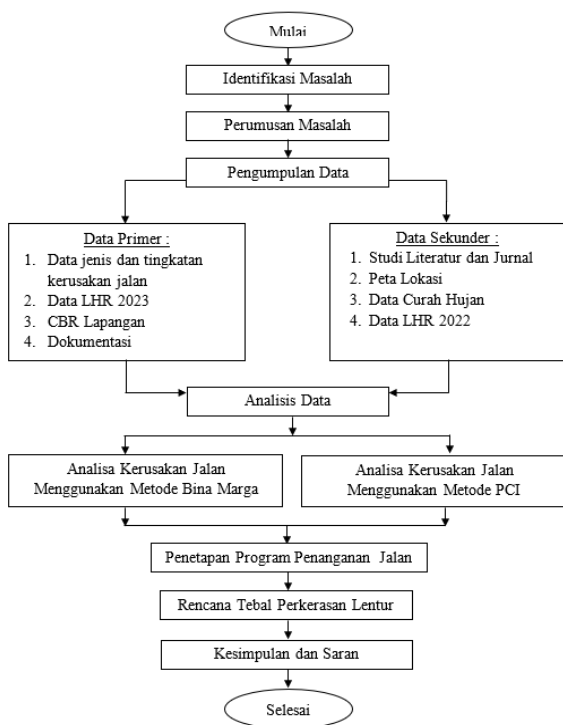 Mulai
Identifikasi Masalah
Perumusan Masalah
Pengumpulan Data
Data Primer :
1. Data jenis dan tingkatan
kerusakan jalan
2. Data LHR 2023
3. CBR Lapangan
4. Dokumentasi
Data Sekunder :
1. Studi Literatur dan Jurnal
2. Peta Lokasi
3. Data Curah Hujan
4. Data LHR 2022
Analisis Data
Analisa Kerusakan Jalan
Menggunakan Metode Bina Marga
Analisa Kerusakan Jalan
Menggunakan Metode PCI
Penetapan Program Penanganan Jalan
Rencana Tebal Perkerasan Lentur
Kesimpulan dan Saran
Selesai